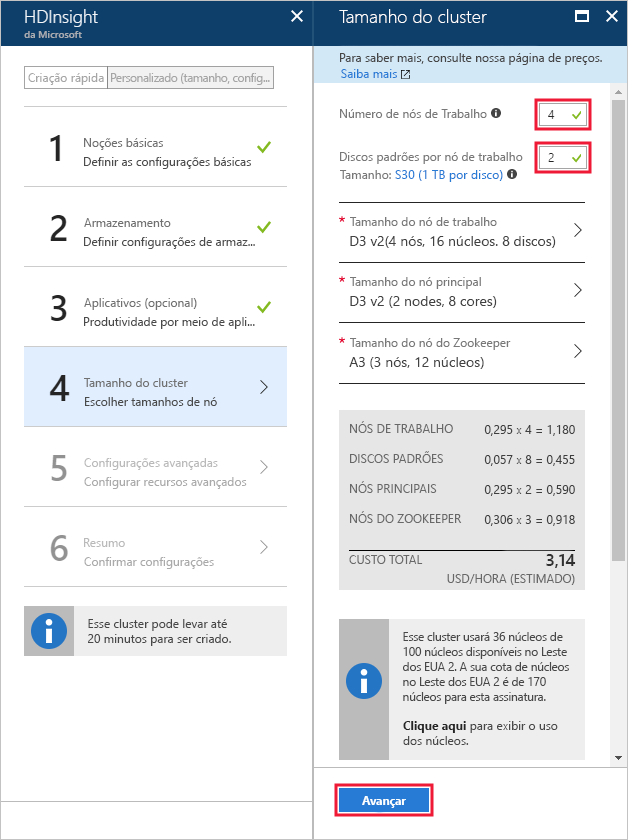 HDInsight
da Microsoft
Criação rápida
Personalizado (tamanho, config...
1
Noções básicas
Definir as configurações básicas
2
Armazenamento
Definir configurações de armaz...
3
Aplicativos (opcional)
Produtividade por meio de apli...
4
Tamanho do cluster
Escolher tamanhos de nó
5
Configurações avançadas
Configurar recursos avançados
6
Resumo
Confirmar configurações
Esse cluster pode levar até
20 minutos para ser criado.
Tamanho do cluster
Para saber mais, consulte nossa página de preços.
Saiba mais
Número de nós de Trabalho
4
Discos padrões por nó de trabalho
2
Tamanho: S30 (1 TB por disco)
* Tamanho do nó de trabalho
D3 v2(4 nós, 16 núcleos. 8 discos)
* Tamanho do nó principal
D3 v2 (2 nodes, 8 cores)
* Tamanho do nó do Zookeeper
A3 (3 nós, 12 núcleos)
NÓS DE TRABALHO 0,295 x 4 = 1,180
DISCOS PADRÕES 0,057 x 8 = 0,455
NÓS PRINCIPAIS 0,295 x 2 = 0,590
NÓS DO ZOOKEEPER 0,306 x 3 = 0,918
CUSTO TOTAL 3,14
USD/HORA (ESTIMADO)
Esse cluster usará 36 núcleos de
100 núcleos disponíveis no Leste
dos EUA 2. A sua cota de núcleos
no Leste dos EUA 2 é de 170
núcleos para esta assinatura.
Clique aqui para exibir o uso
dos núcleos.
Avançar